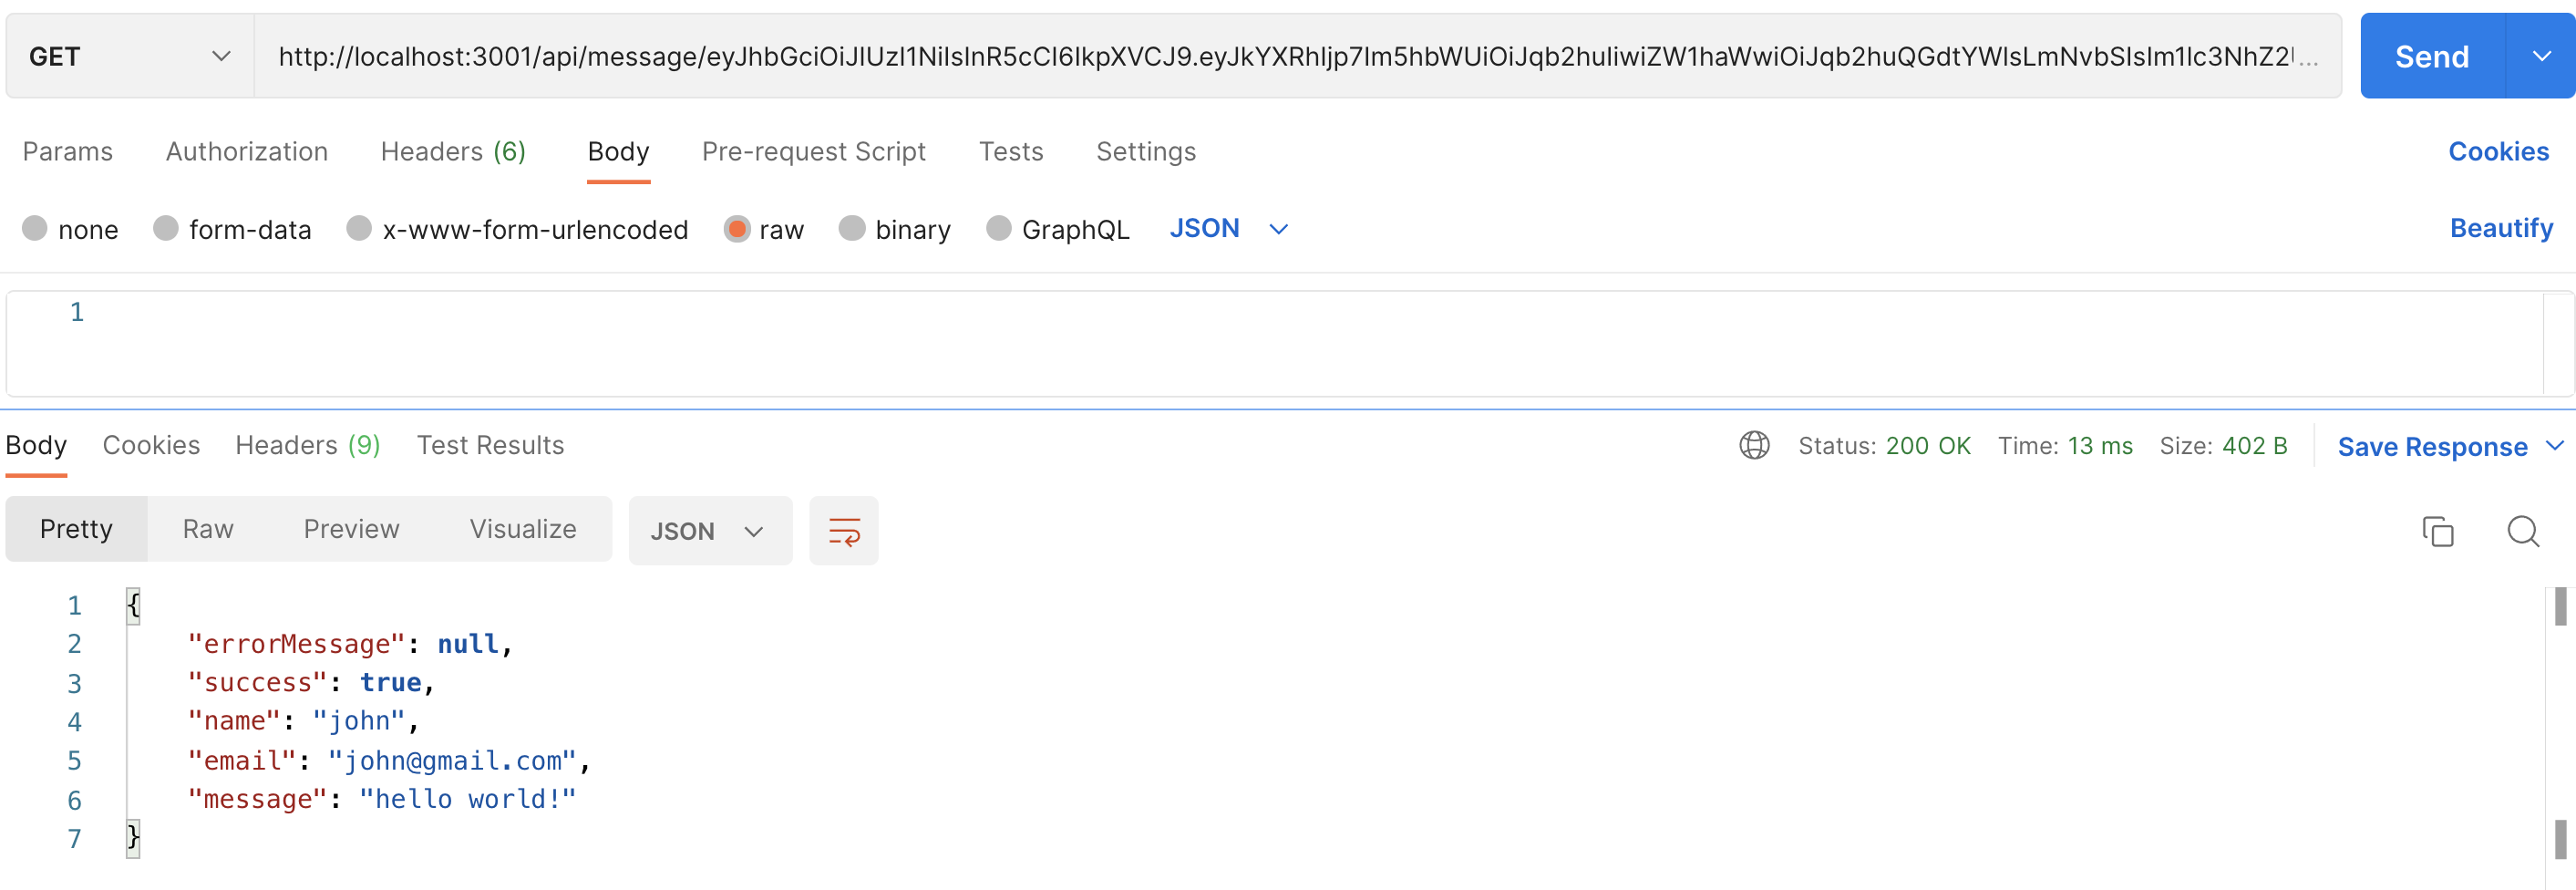 GET http://localhost:3001/api/message/eyJhbGciOiJIUzI1NiIsInR5cCI6IkpXVCJ9.eyJkYXRhIjp7Im5hbWUiOiJqb2huIiwiZW1haWwiOiJqb2huQGdtYWlsLmNvbSIsIm1lc3NhZ2U... Send
Params Authorization Headers (6) Body Pre-request Script Tests Settings Cookies
none form-data x-www-form-urlencoded raw binary GraphQL JSON Beautify
1
Body Cookies Headers (9) Test Results Status: 200 OK Time: 13 ms Size: 402 B Save Response
Pretty Raw Preview Visualize JSON
1 {
2 "errorMessage": null,
3 "success": true,
4 "name": "john",
5 "email": "john@gmail.com",
6 "message": "hello world!"
7 }